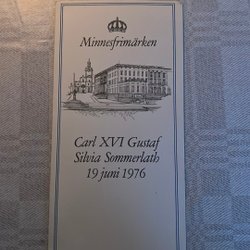 Minnesfrimärken
Carl XVI Gustaf
Silvia Sommerlath
19 juni 1976